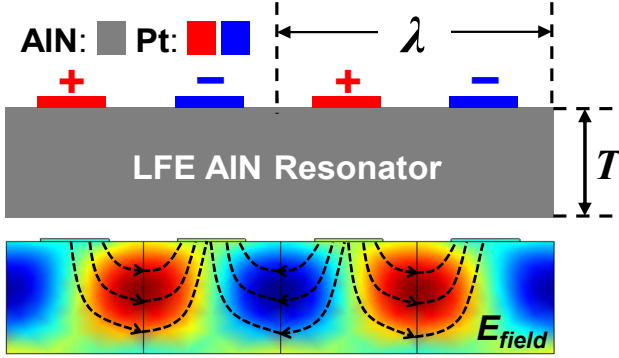 AlN: Pt: λ
+ − + −
LFE AlN Resonator
T
E_field